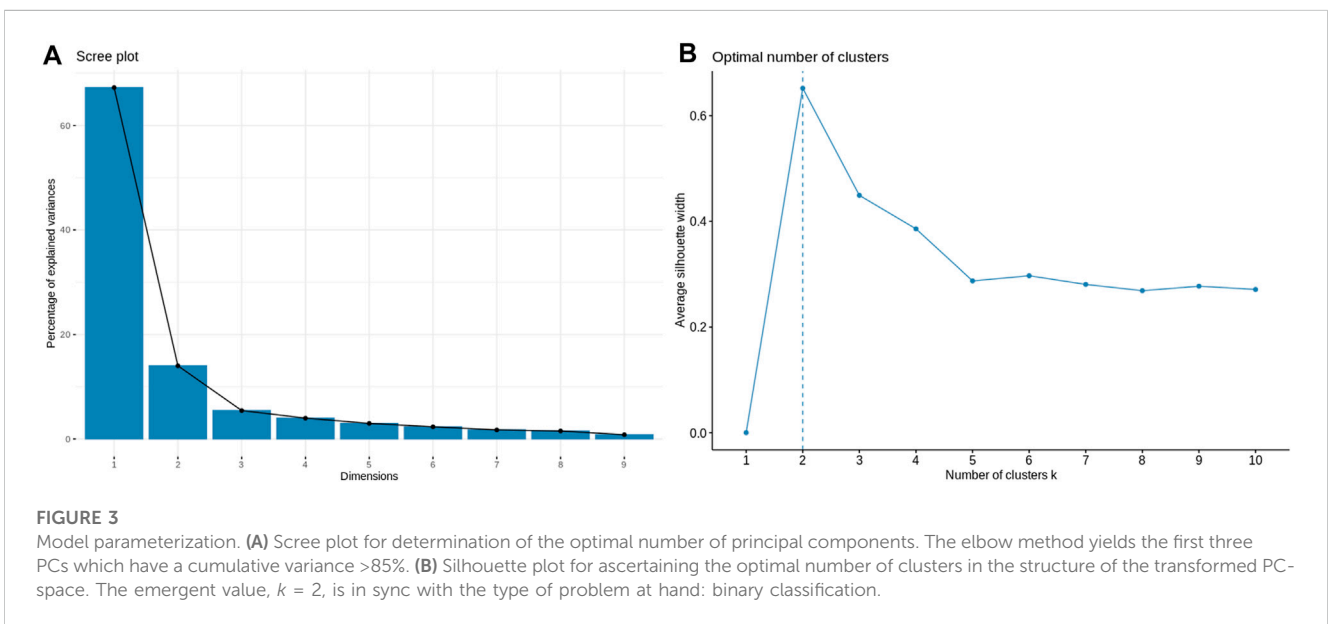 A
Scree plot
Percentage of explained variances
60
40
20
0
1 2 3 4 5 6 7 8 9
Dimensions
B
Optimal number of clusters
Average silhouette width
0.6
0.4
0.2
0.0
1 2 3 4 5 6 7 8 9 10
Number of clusters k
FIGURE 3
Model parameterization. (A) Scree plot for determination of the optimal number of principal components. The elbow method yields the first three
PCs which have a cumulative variance >85%. (B) Silhouette plot for ascertaining the optimal number of clusters in the structure of the transformed PC-
space. The emergent value, k = 2, is in sync with the type of problem at hand: binary classification.